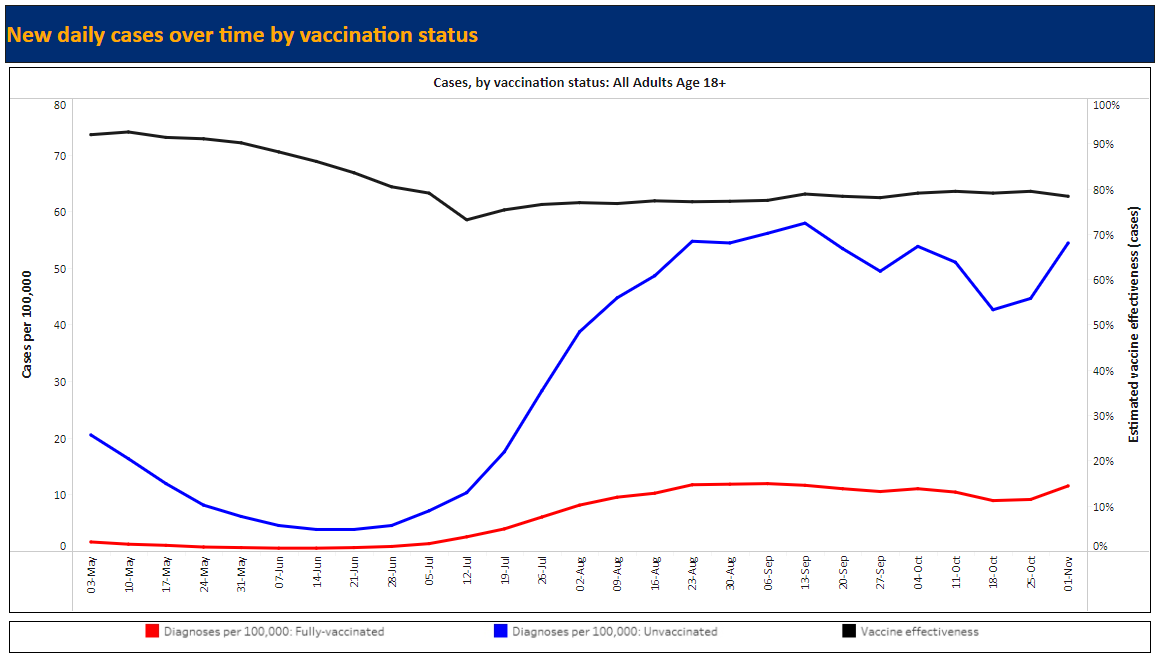 New daily cases over time by vaccination status
Cases, by vaccination status: All Adults Age 18+
Cases per 100,000
80
70
60
50
40
30
20
10
0
100%
90%
80%
70%
60%
50%
40%
30%
20%
10%
0%
Estimated vaccine effectiveness (cases)
03-May
10-May
17-May
24-May
31-May
07-Jun
14-Jun
21-Jun
28-Jun
05-Jul
12-Jul
19-Jul
26-Jul
02-Aug
09-Aug
16-Aug
23-Aug
30-Aug
06-Sep
13-Sep
20-Sep
27-Sep
04-Oct
11-Oct
18-Oct
25-Oct
01-Nov
Diagnoses per 100,000: Fully-vaccinated
Diagnoses per 100,000: Unvaccinated
Vaccine effectiveness